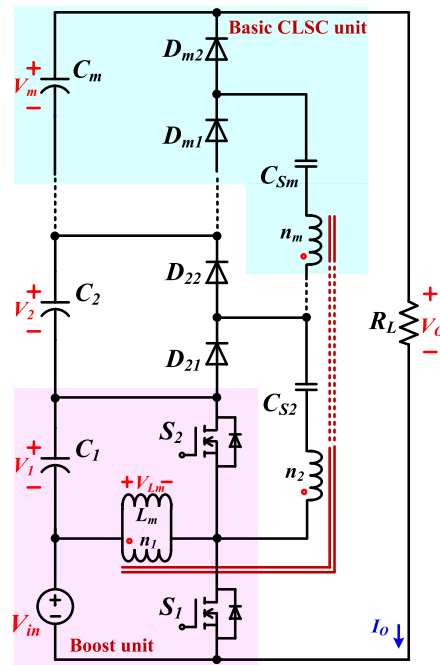 Basic CLSC unit
Dm2
+
Vm
−
Cm
Dm1
CSm
nm
D22
+
V2
−
C2
RL
+
VO
−
D21
CS2
S2
+
V1
−
C1
n2
+ VLm −
Lm
n1
S1
Vin
+
−
Boost unit
IO